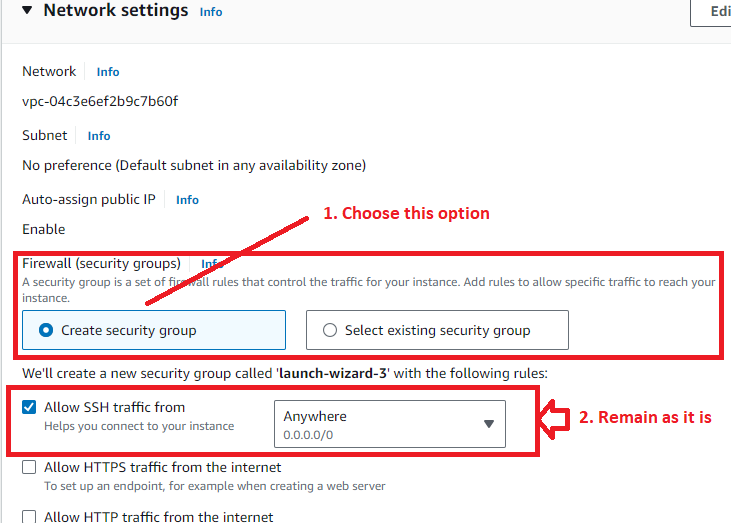 ▼ Network settings Info
Edi
Network Info
vpc-04c3e6ef2b9c7b60f
Subnet Info
No preference (Default subnet in any availability zone)
Auto-assign public IP Info
1. Choose this option
Enable
Firewall (security groups) Info
A security group is a set of firewall rules that control the traffic for your instance. Add rules to allow specific traffic to reach your
instance.
Create security group
Select existing security group
We'll create a new security group called 'launch-wizard-3' with the following rules:
Allow SSH traffic from
Helps you connect to your instance
Anywhere
0.0.0.0/0
2. Remain as it is
Allow HTTPS traffic from the internet
To set up an endpoint, for example when creating a web server
Allow HTTP traffic from the internet